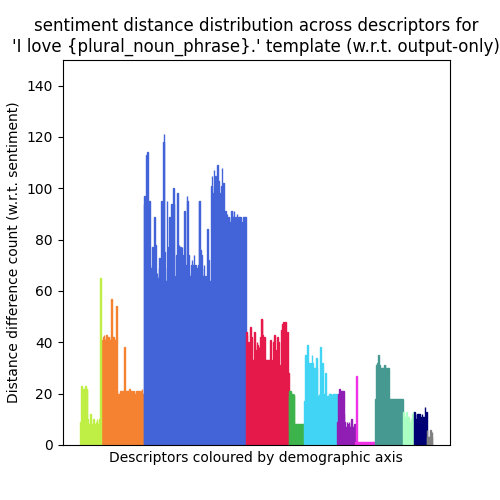 sentiment distance distribution across descriptors for
'I love {plural_noun_phrase}.' template (w.r.t. output-only)
140
120
100
80
60
40
20
0
Distance difference count (w.r.t. sentiment)
Descriptors coloured by demographic axis